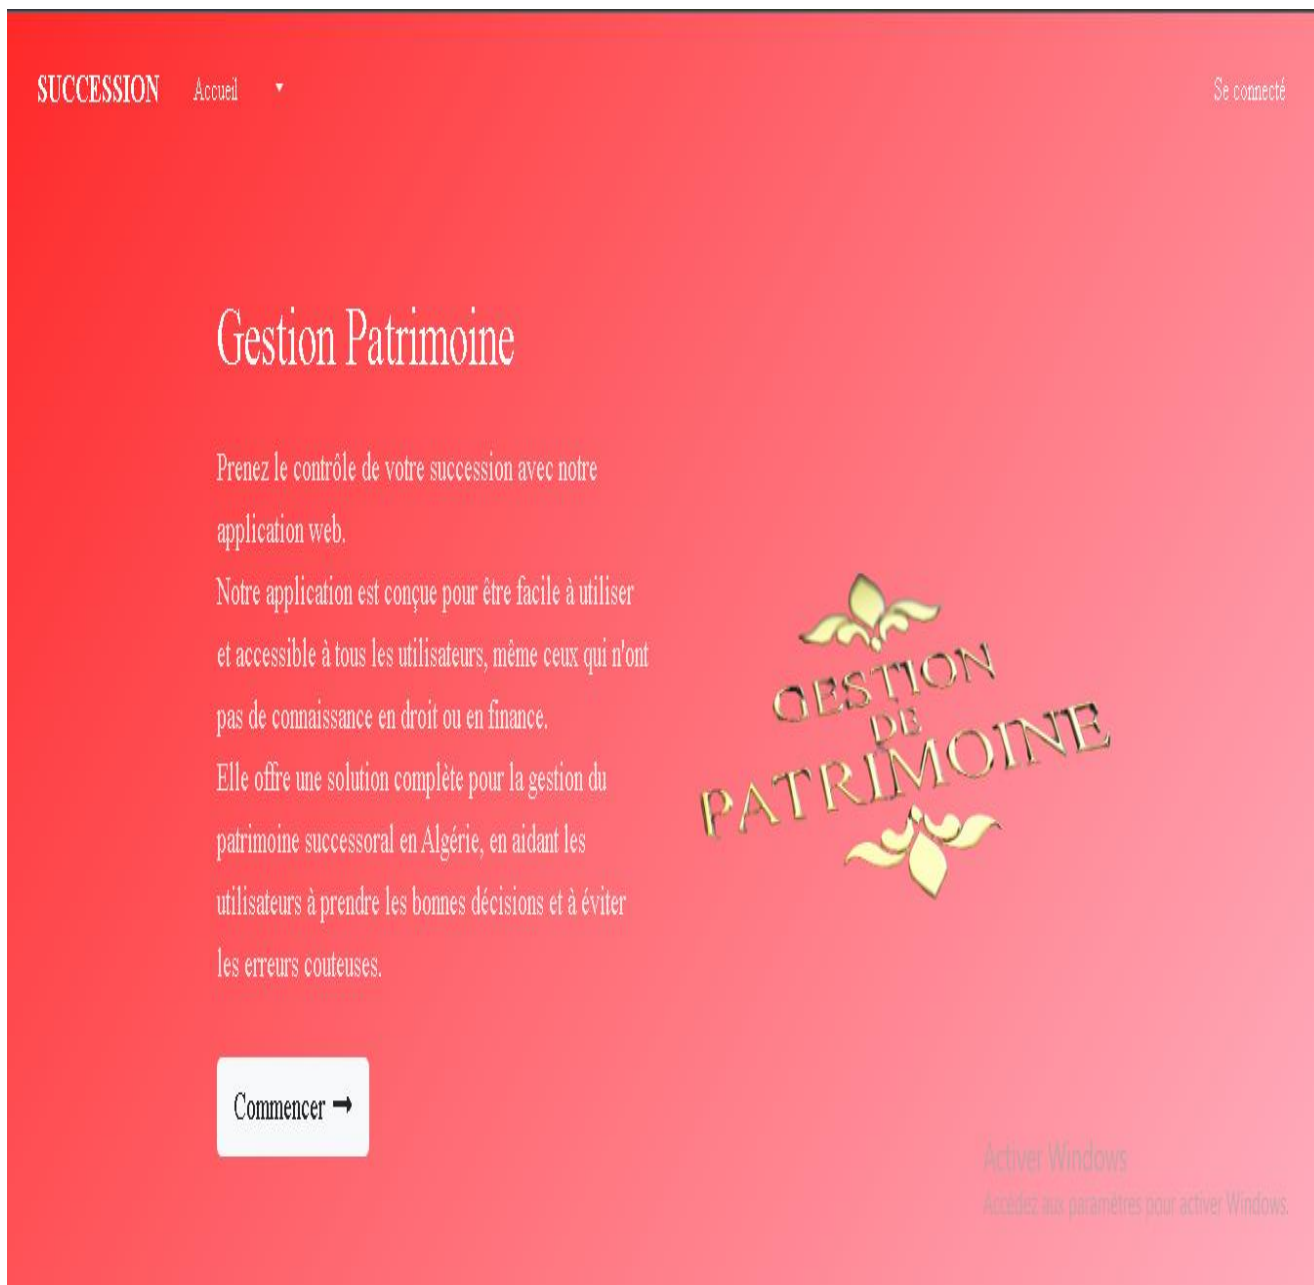 SUCCESSION Accueil Se connecté
Gestion Patrimoine
Prenez le contrôle de votre succession avec notre
application web.
Notre application est conçue pour être facile à utiliser
et accessible à tous les utilisateurs, même ceux qui n'ont
pas de connaissance en droit ou en finance.
Elle offre une solution complète pour la gestion du
patrimoine successoral en Algérie, en aidant les
utilisateurs à prendre les bonnes décisions et à éviter
les erreurs couteuses.
Commencer →
GESTION
DE
PATRIMOINE
Activer Windows
Accédez aux paramètres pour activer Windows.